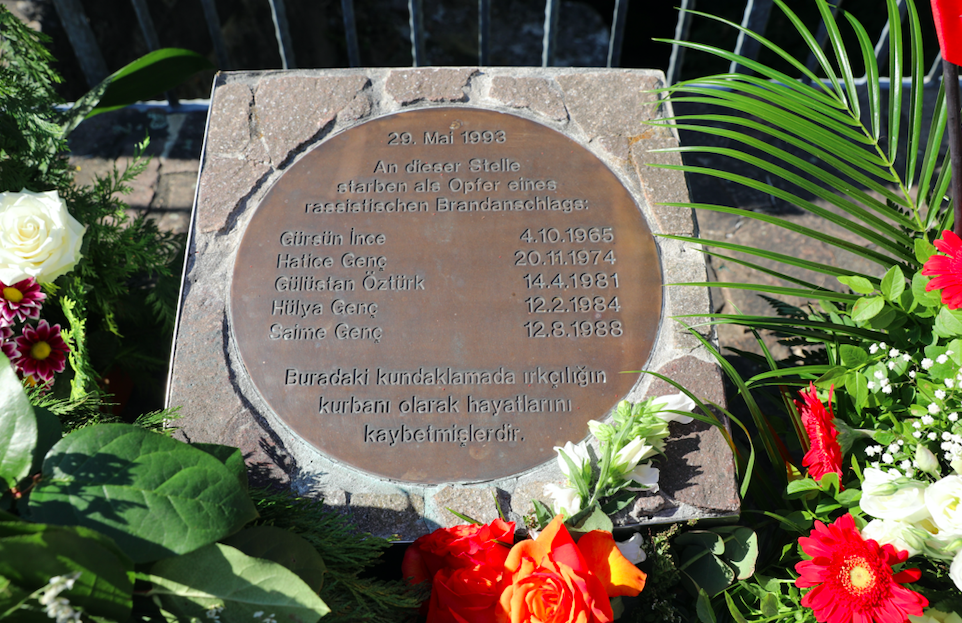 29. Mai 1993
An dieser Stelle
starben als Opfer eines
rassistischen Brandanschlags:
Gürsün İnce 4.10.1965
Hatice Genç 20.11.1974
Gülüstan Öztürk 14.4.1981
Hülya Genç 12.2.1984
Saime Genç 12.8.1988
Buradaki kundaklamada ırkçılığın
kurbanı olarak hayatlarını
kaybetmişlerdir.